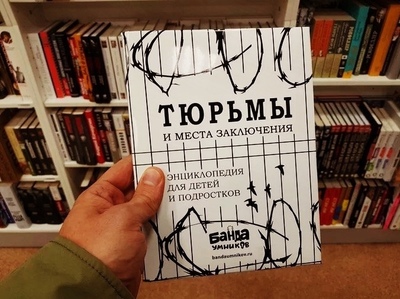 ТЮРЬМЫ
И МЕСТА ЗАКЛЮЧЕНИЯ
ЭНЦИКЛОПЕДИЯ
ДЛЯ ДЕТЕЙ
И ПОДРОСТКОВ
БАНДА
УМНИКОВ
bandaumnikov.ru